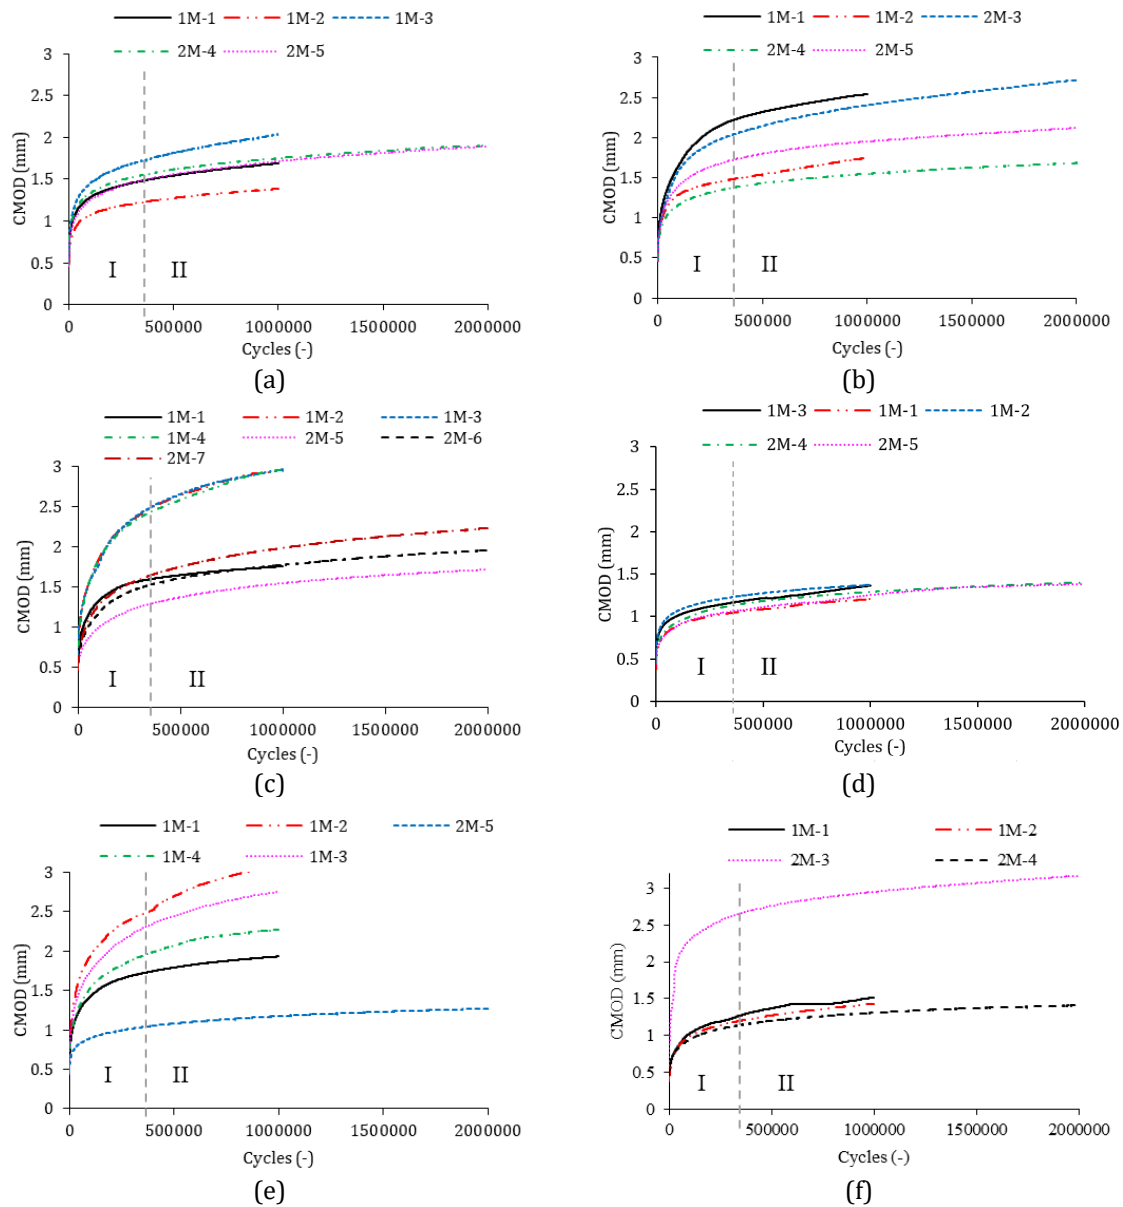 1M-1 1M-2 1M-3
2M-4 2M-5
3
2.5
2
1.5
1
0.5
0
CMOD (mm)
I II
0 500000 1000000 1500000 2000000
Cycles (-)
(a)
1M-1 1M-2 2M-3
2M-4 2M-5
3
2.5
2
1.5
1
0.5
0
CMOD (mm)
I II
0 500000 1000000 1500000 2000000
Cycles (-)
(b)
1M-1 1M-2 1M-3
1M-4 2M-5 2M-6
2M-7
3
2.5
2
1.5
1
0.5
0
CMOD (mm)
I II
0 500000 1000000 1500000 2000000
Cycles (-)
(c)
1M-3 1M-1 1M-2
2M-4 2M-5
3
2.5
2
1.5
1
0.5
0
CMOD (mm)
I II
0 500000 1000000 1500000 2000000
Cycles (-)
(d)
1M-1 1M-2 2M-5
1M-4 1M-3
3
2.5
2
1.5
1
0.5
0
CMOD (mm)
I II
0 500000 1000000 1500000 2000000
Cycles (-)
(e)
1M-1 1M-2
2M-3 2M-4
3
2.5
2
1.5
1
0.5
0
CMOD (mm)
I II
0 500000 1000000 1500000 2000000
Cycles (-)
(f)